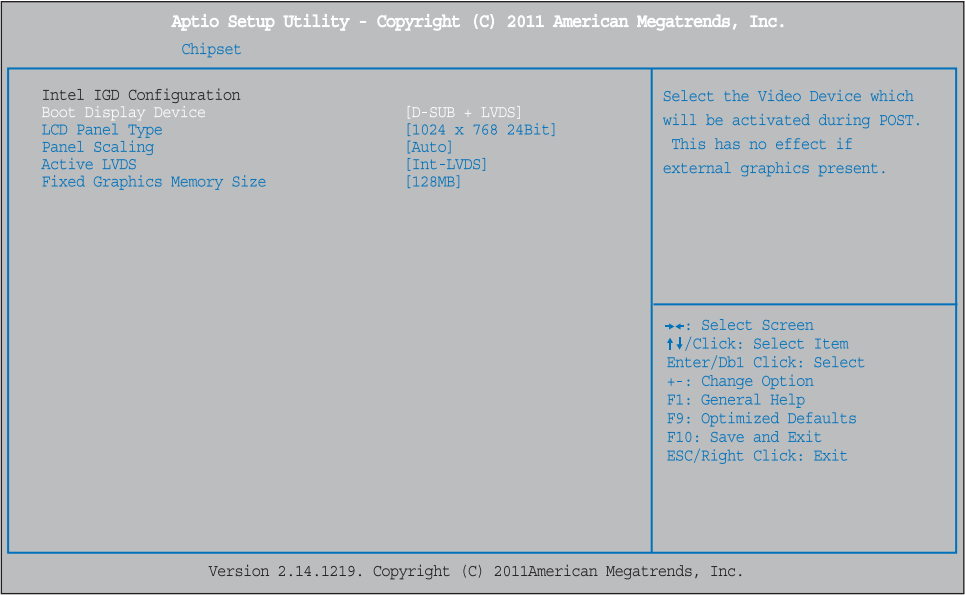 Aptio Setup Utility - Copyright (C) 2011 American Megatrends, Inc.
Chipset
Intel IGD Configuration
Boot Display Device [D-SUB + LVDS]
LCD Panel Type [1024 x 768 24Bit]
Panel Scaling [Auto]
Active LVDS [Int-LVDS]
Fixed Graphics Memory Size [128MB]
Select the Video Device which
will be activated during POST.
This has no effect if
external graphics present.
→←: Select Screen
↑↓/Click: Select Item
Enter/Db1 Click: Select
+-: Change Option
F1: General Help
F9: Optimized Defaults
F10: Save and Exit
ESC/Right Click: Exit
Version 2.14.1219. Copyright (C) 2011American Megatrends, Inc.